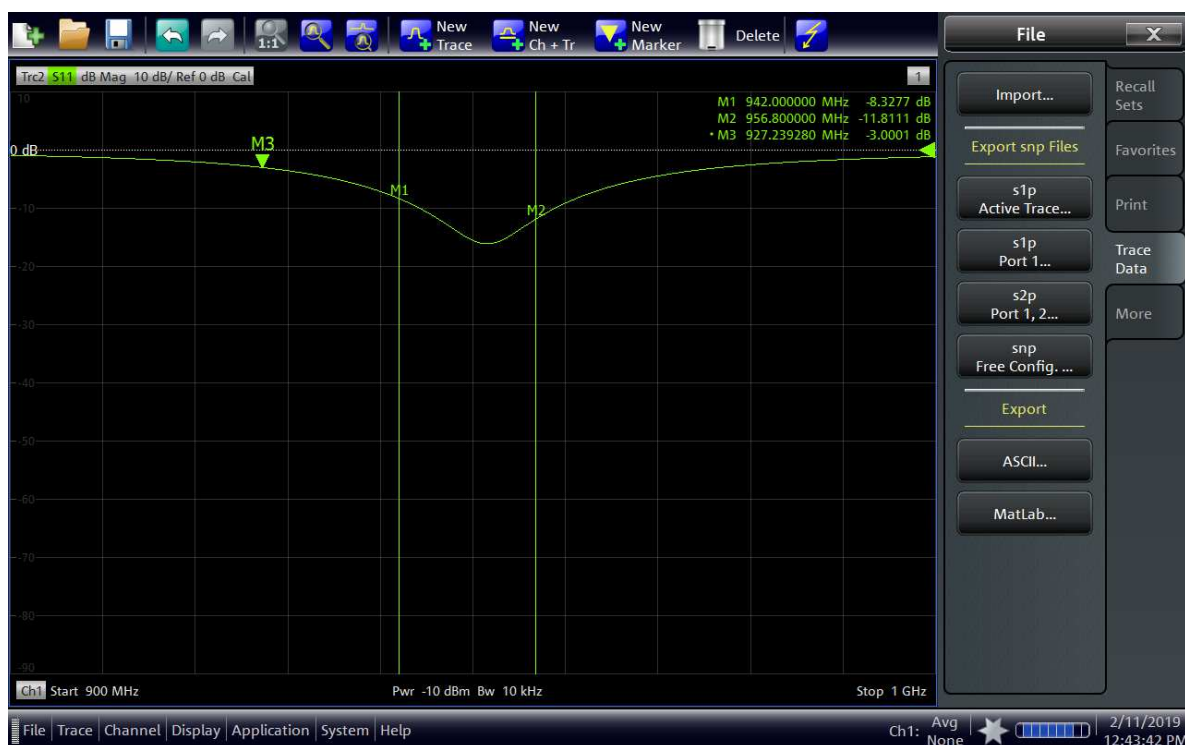 1:1
New
Trace
New
Ch + Tr
New
Marker
Delete
File
X
Trc2 S11 dB Mag 10 dB/ Ref 0 dB Cal
1
10
M1 942.000000 MHz -8.3277 dB
M2 956.800000 MHz -11.8111 dB
• M3 927.239280 MHz -3.0001 dB
0 dB
M3
M1
M2
-10
-20
-30
-40
-50
-60
-70
-80
-90
Ch1 Start 900 MHz
Pwr -10 dBm Bw 10 kHz
Stop 1 GHz
Import...
Export snp Files
s1p
Active Trace...
s1p
Port 1...
s2p
Port 1, 2...
snp
Free Config. ...
Export
ASCII...
MatLab...
Recall
Sets
Favorites
Print
Trace
Data
More
File Trace Channel Display Application System Help
Ch1:
Avg
None
2/11/2019
12:43:42 PM